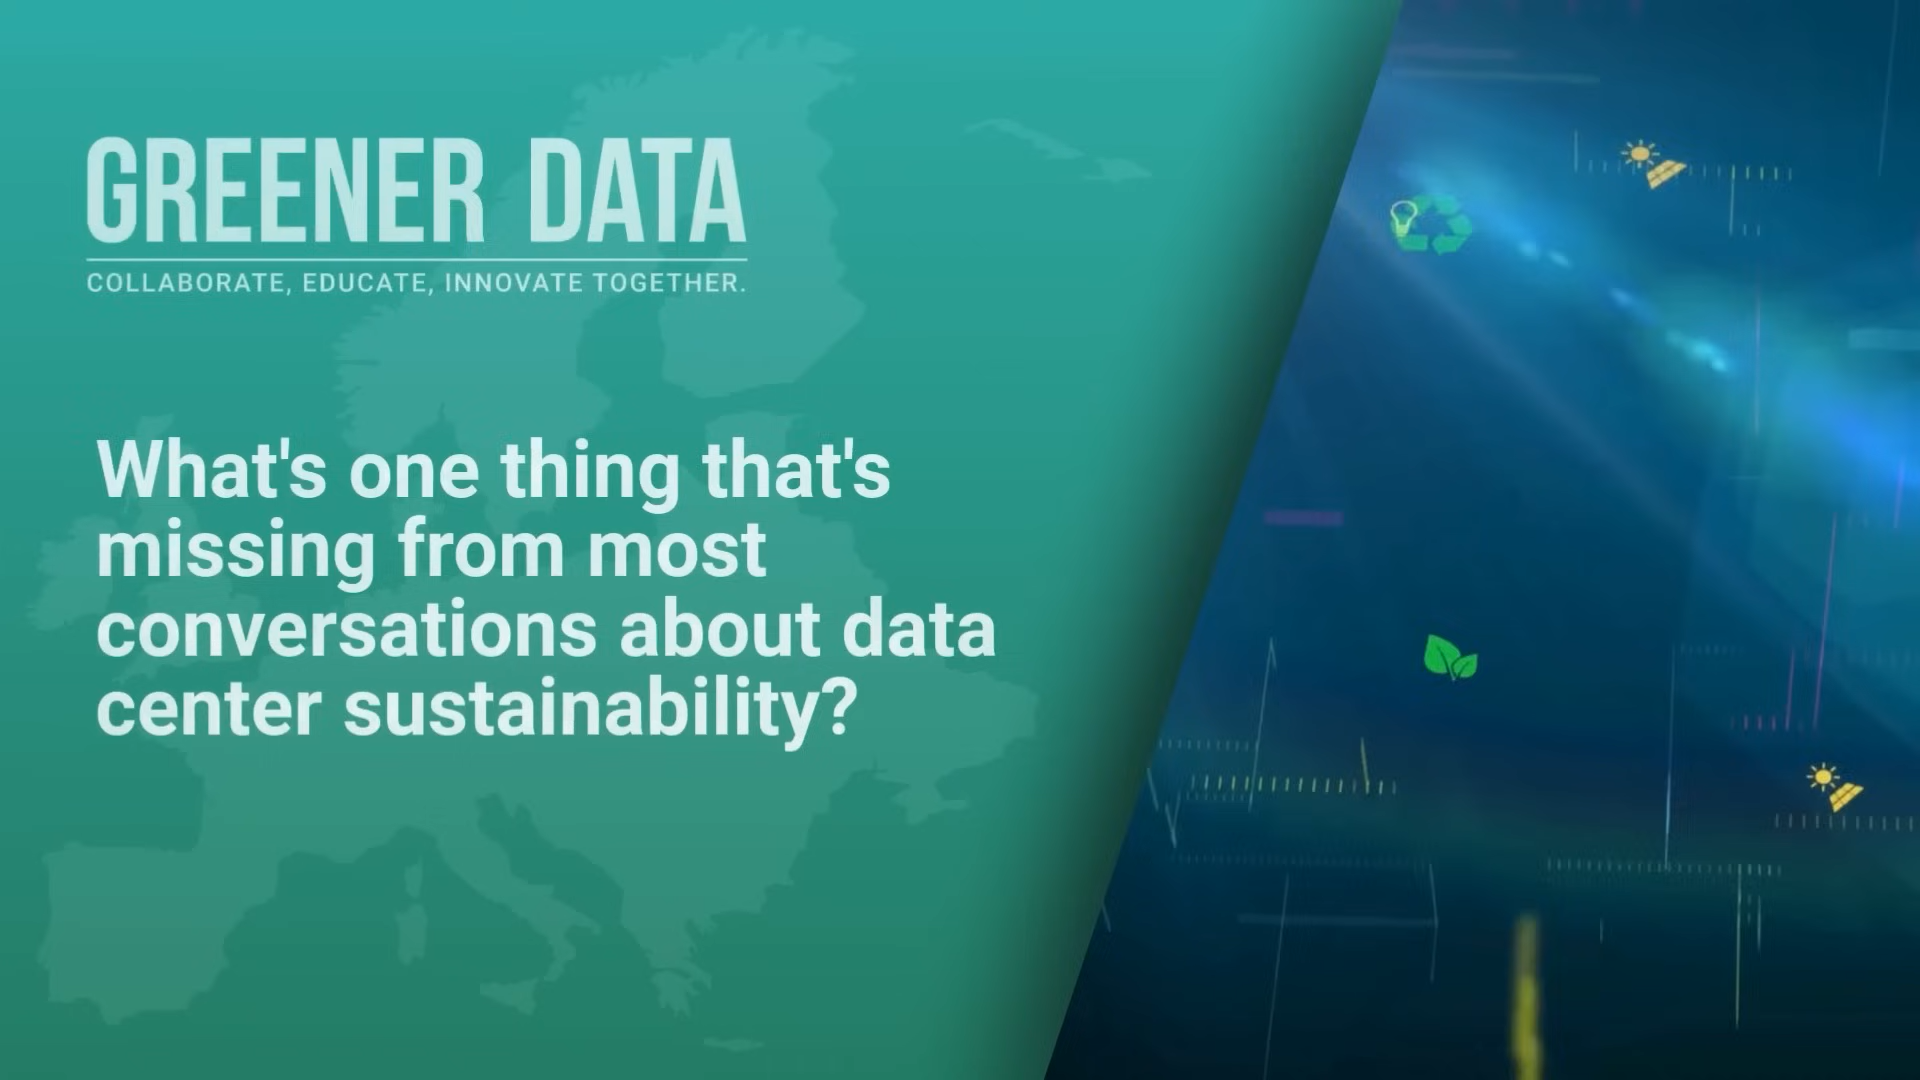 GREENER DATA
COLLABORATE, EDUCATE, INNOVATE TOGETHER.
What's one thing that's
missing from most
conversations about data
center sustainability?